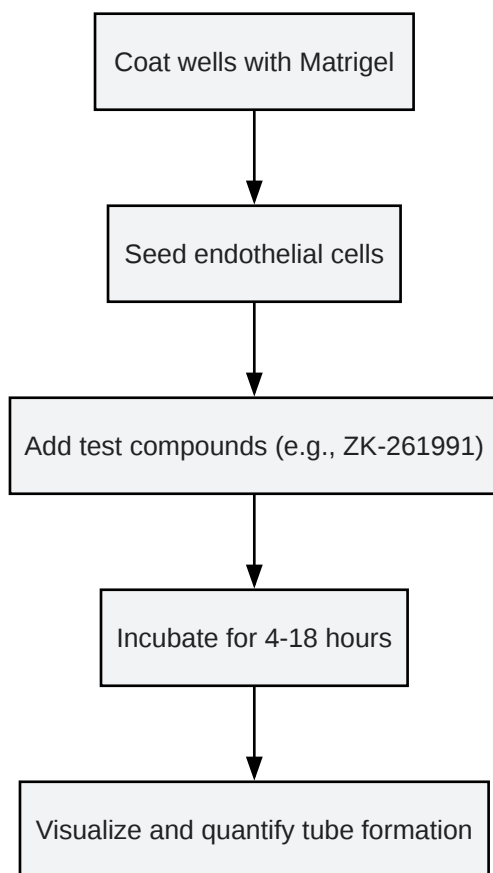 Coat wells with Matrigel
Seed endothelial cells
Add test compounds (e.g., ZK-261991)
Incubate for 4-18 hours
Visualize and quantify tube formation